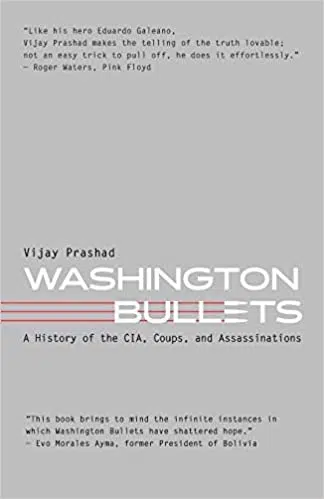 "Like his hero Eduardo Galeano,
Vijay Prashad makes the telling of the truth lovable;
not an easy trick to pull off, he does it effortlessly."
— Roger Waters, Pink Floyd
Vijay Prashad
WASHINGTON
BULLETS
A History of the CIA, Coups, and Assassinations
"This book brings to mind the infinite instances in
which Washington Bullets have shattered hope."
— Evo Morales Ayma, former President of Bolivia